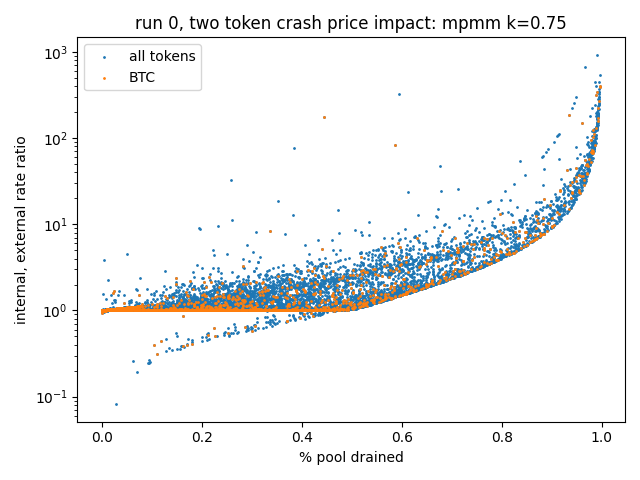 run 0, two token crash price impact: mpmm k=0.75
all tokens
BTC
internal, external rate ratio
10³
10²
10¹
10⁰
10⁻¹
0.0 0.2 0.4 0.6 0.8 1.0
% pool drained